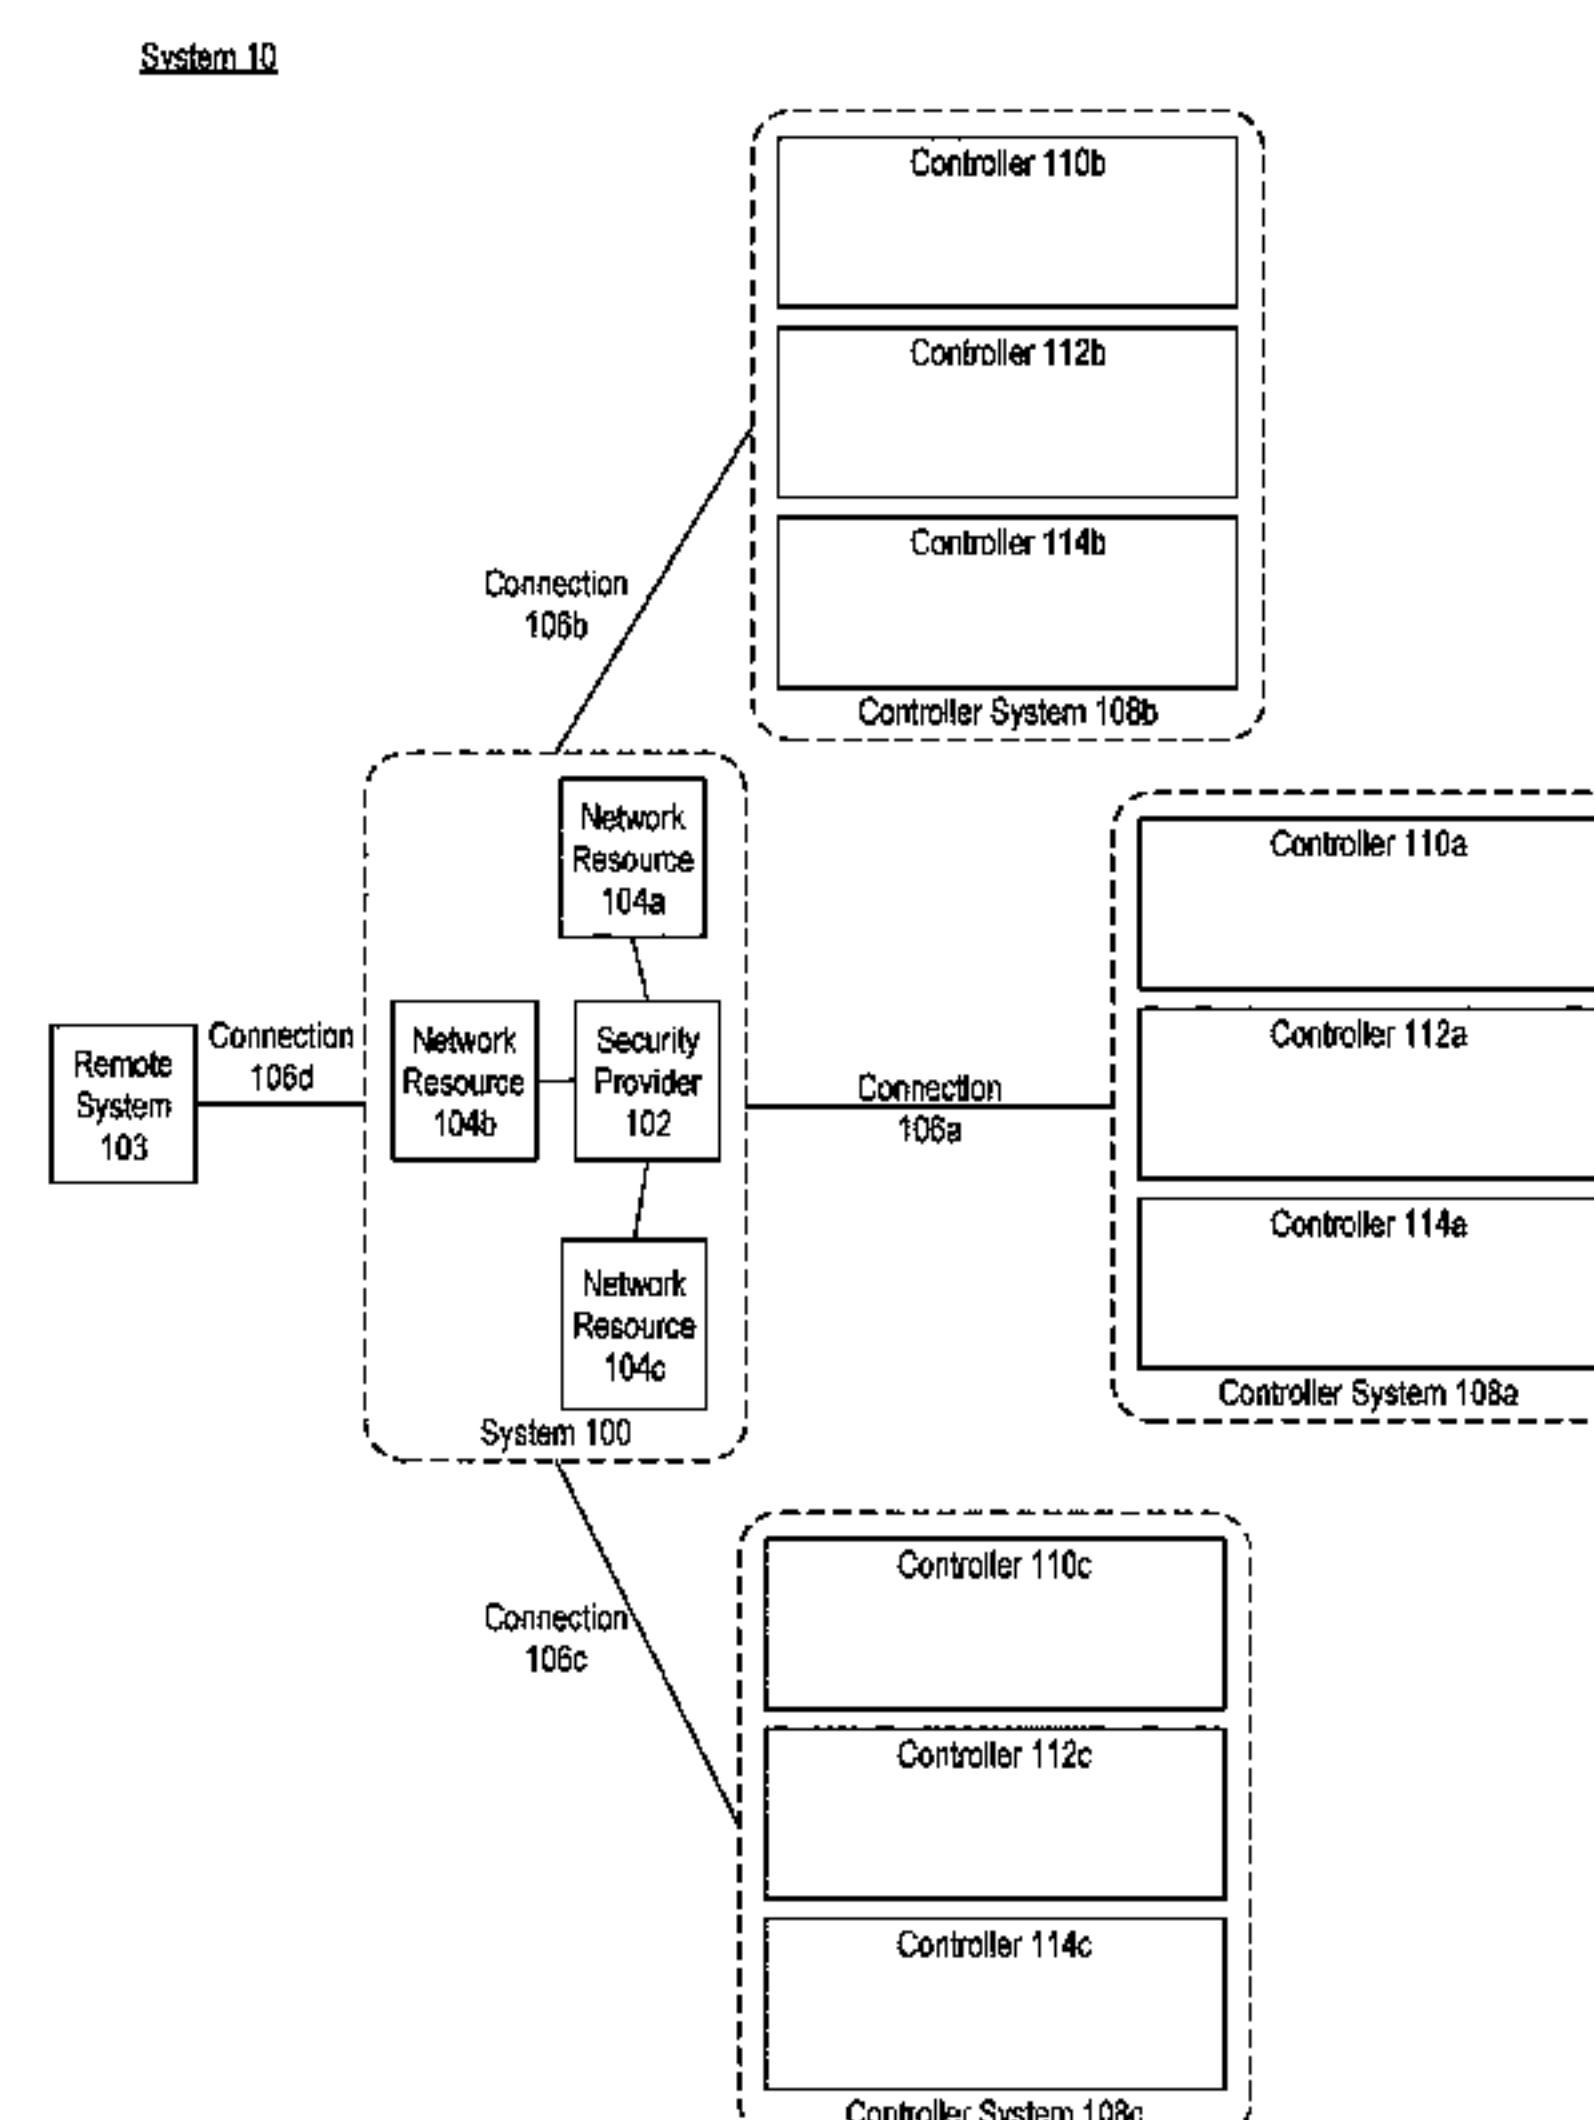 System 10
Controller 110b
Controller 112b
Controller 114b
Controller System 108b
Connection
106b
Network
Resource
104a
Network
Resource
104b
Security
Provider
102
Network
Resource
104c
System 100
Remote
System
103
Connection
106d
Connection
106a
Controller 110a
Controller 112a
Controller 114a
Controller System 108a
Connection
106c
Controller 110c
Controller 112c
Controller 114c
Controller System 108c